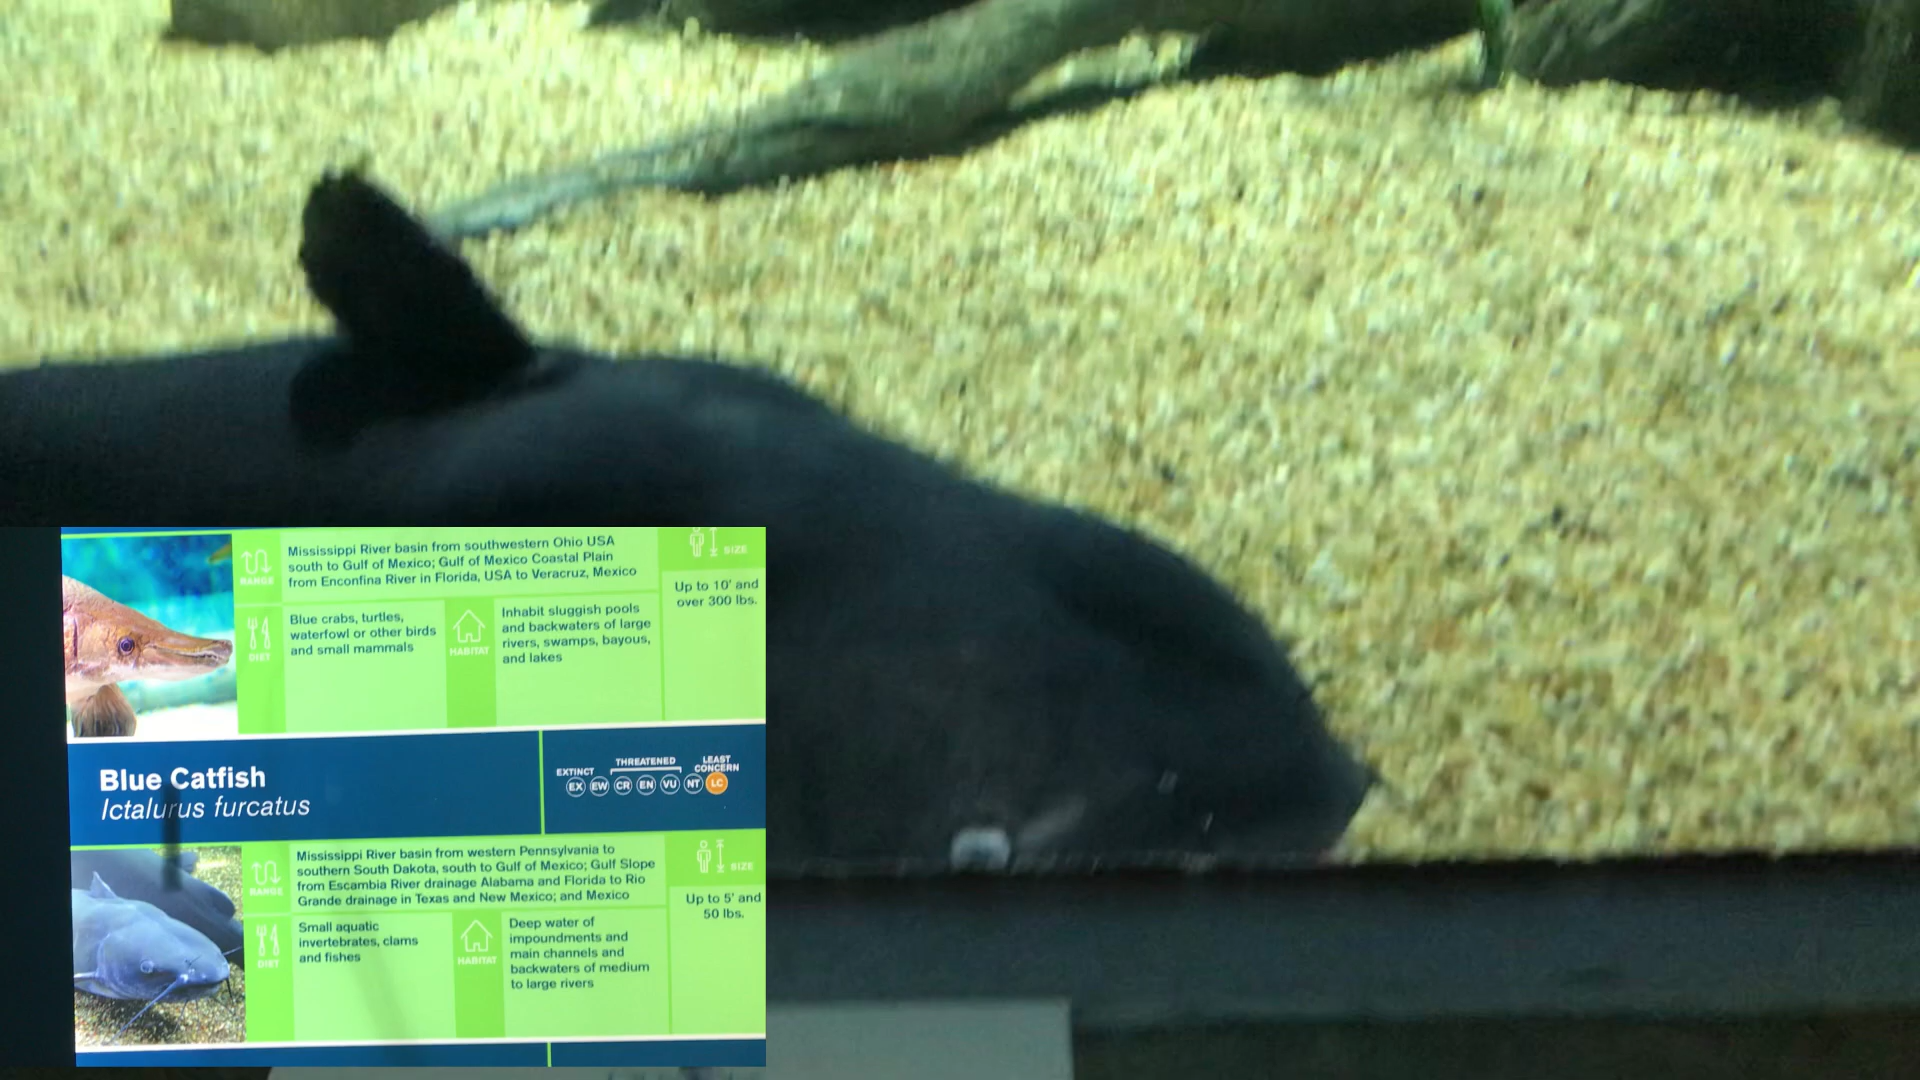 Mississippi River basin from southwestern Ohio USA
south to Gulf of Mexico; Gulf of Mexico Coastal Plain
from Enconfina River in Florida, USA to Veracruz, Mexico
RANGE
SIZE
Up to 10' and
over 300 lbs.
Blue crabs, turtles,
waterfowl or other birds
and small mammals
DIET
Inhabit sluggish pools
and backwaters of large
rivers, swamps, bayous,
and lakes
HABITAT
Blue Catfish
Ictalurus furcatus
EXTINCT THREATENED LEAST
CONCERN
EX EW CR EN VU NT LC
Mississippi River basin from western Pennsylvania to
southern South Dakota, south to Gulf of Mexico; Gulf Slope
from Escambia River drainage Alabama and Florida to Rio
Grande drainage in Texas and New Mexico; and Mexico
RANGE
SIZE
Up to 5' and
50 lbs.
Small aquatic
invertebrates, clams
and fishes
DIET
Deep water of
impoundments and
main channels and
backwaters of medium
to large rivers
HABITAT